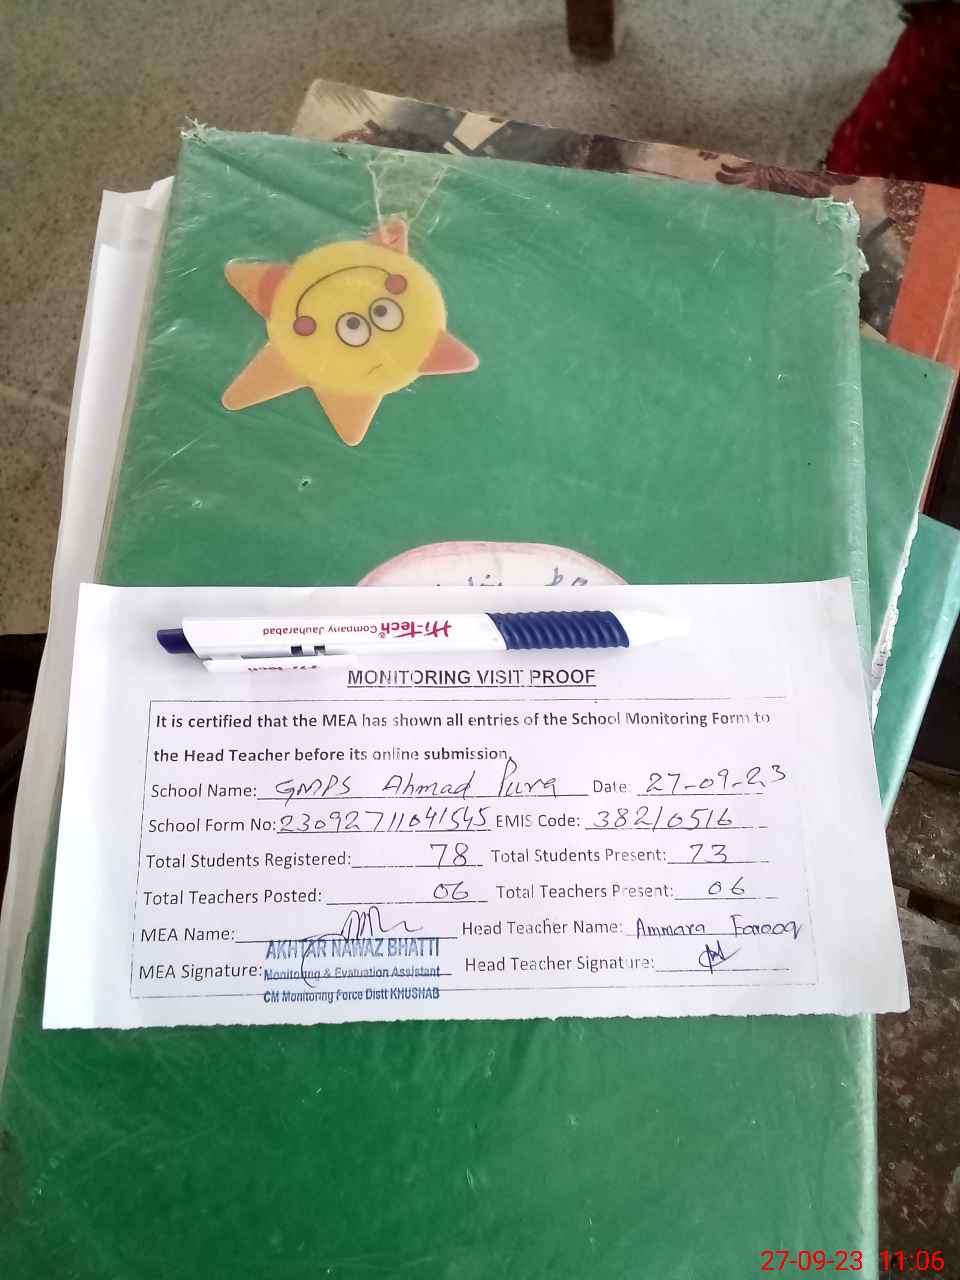 Hi-Tech® Company Jauharabad
Hi-Tech
MONITORING VISIT PROOF
It is certified that the MEA has shown all entries of the School Monitoring Form to
the Head Teacher before its online submission.
School Name: GMPS Ahmad Pura Date: 27-09-23
School Form No: 23092711041545 EMIS Code: 38210516
Total Students Registered: 78 Total Students Present: 73
Total Teachers Posted: 06 Total Teachers Present: 06
MEA Name: Head Teacher Name: Ammara Farooq
AKHTAR NAWAZ BHATTI
MEA Signature: Monitoring & Evaluation Assistant Head Teacher Signature:
CM Monitoring Force Distt KHUSHAB
27-09-23 11:06